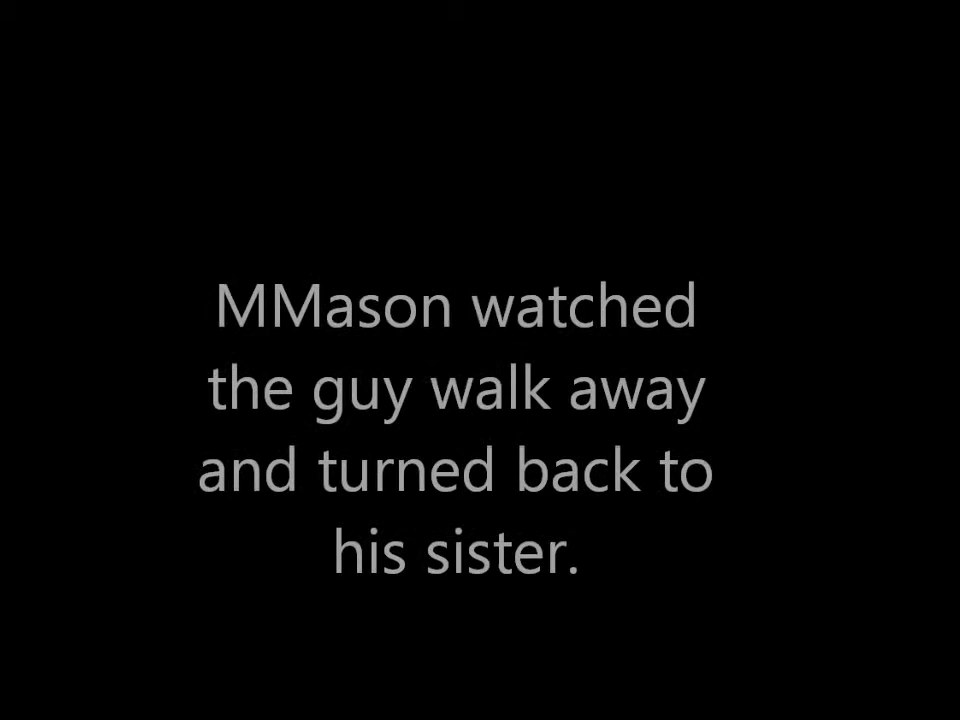 MMason watched
the guy walk away
and turned back to
his sister.